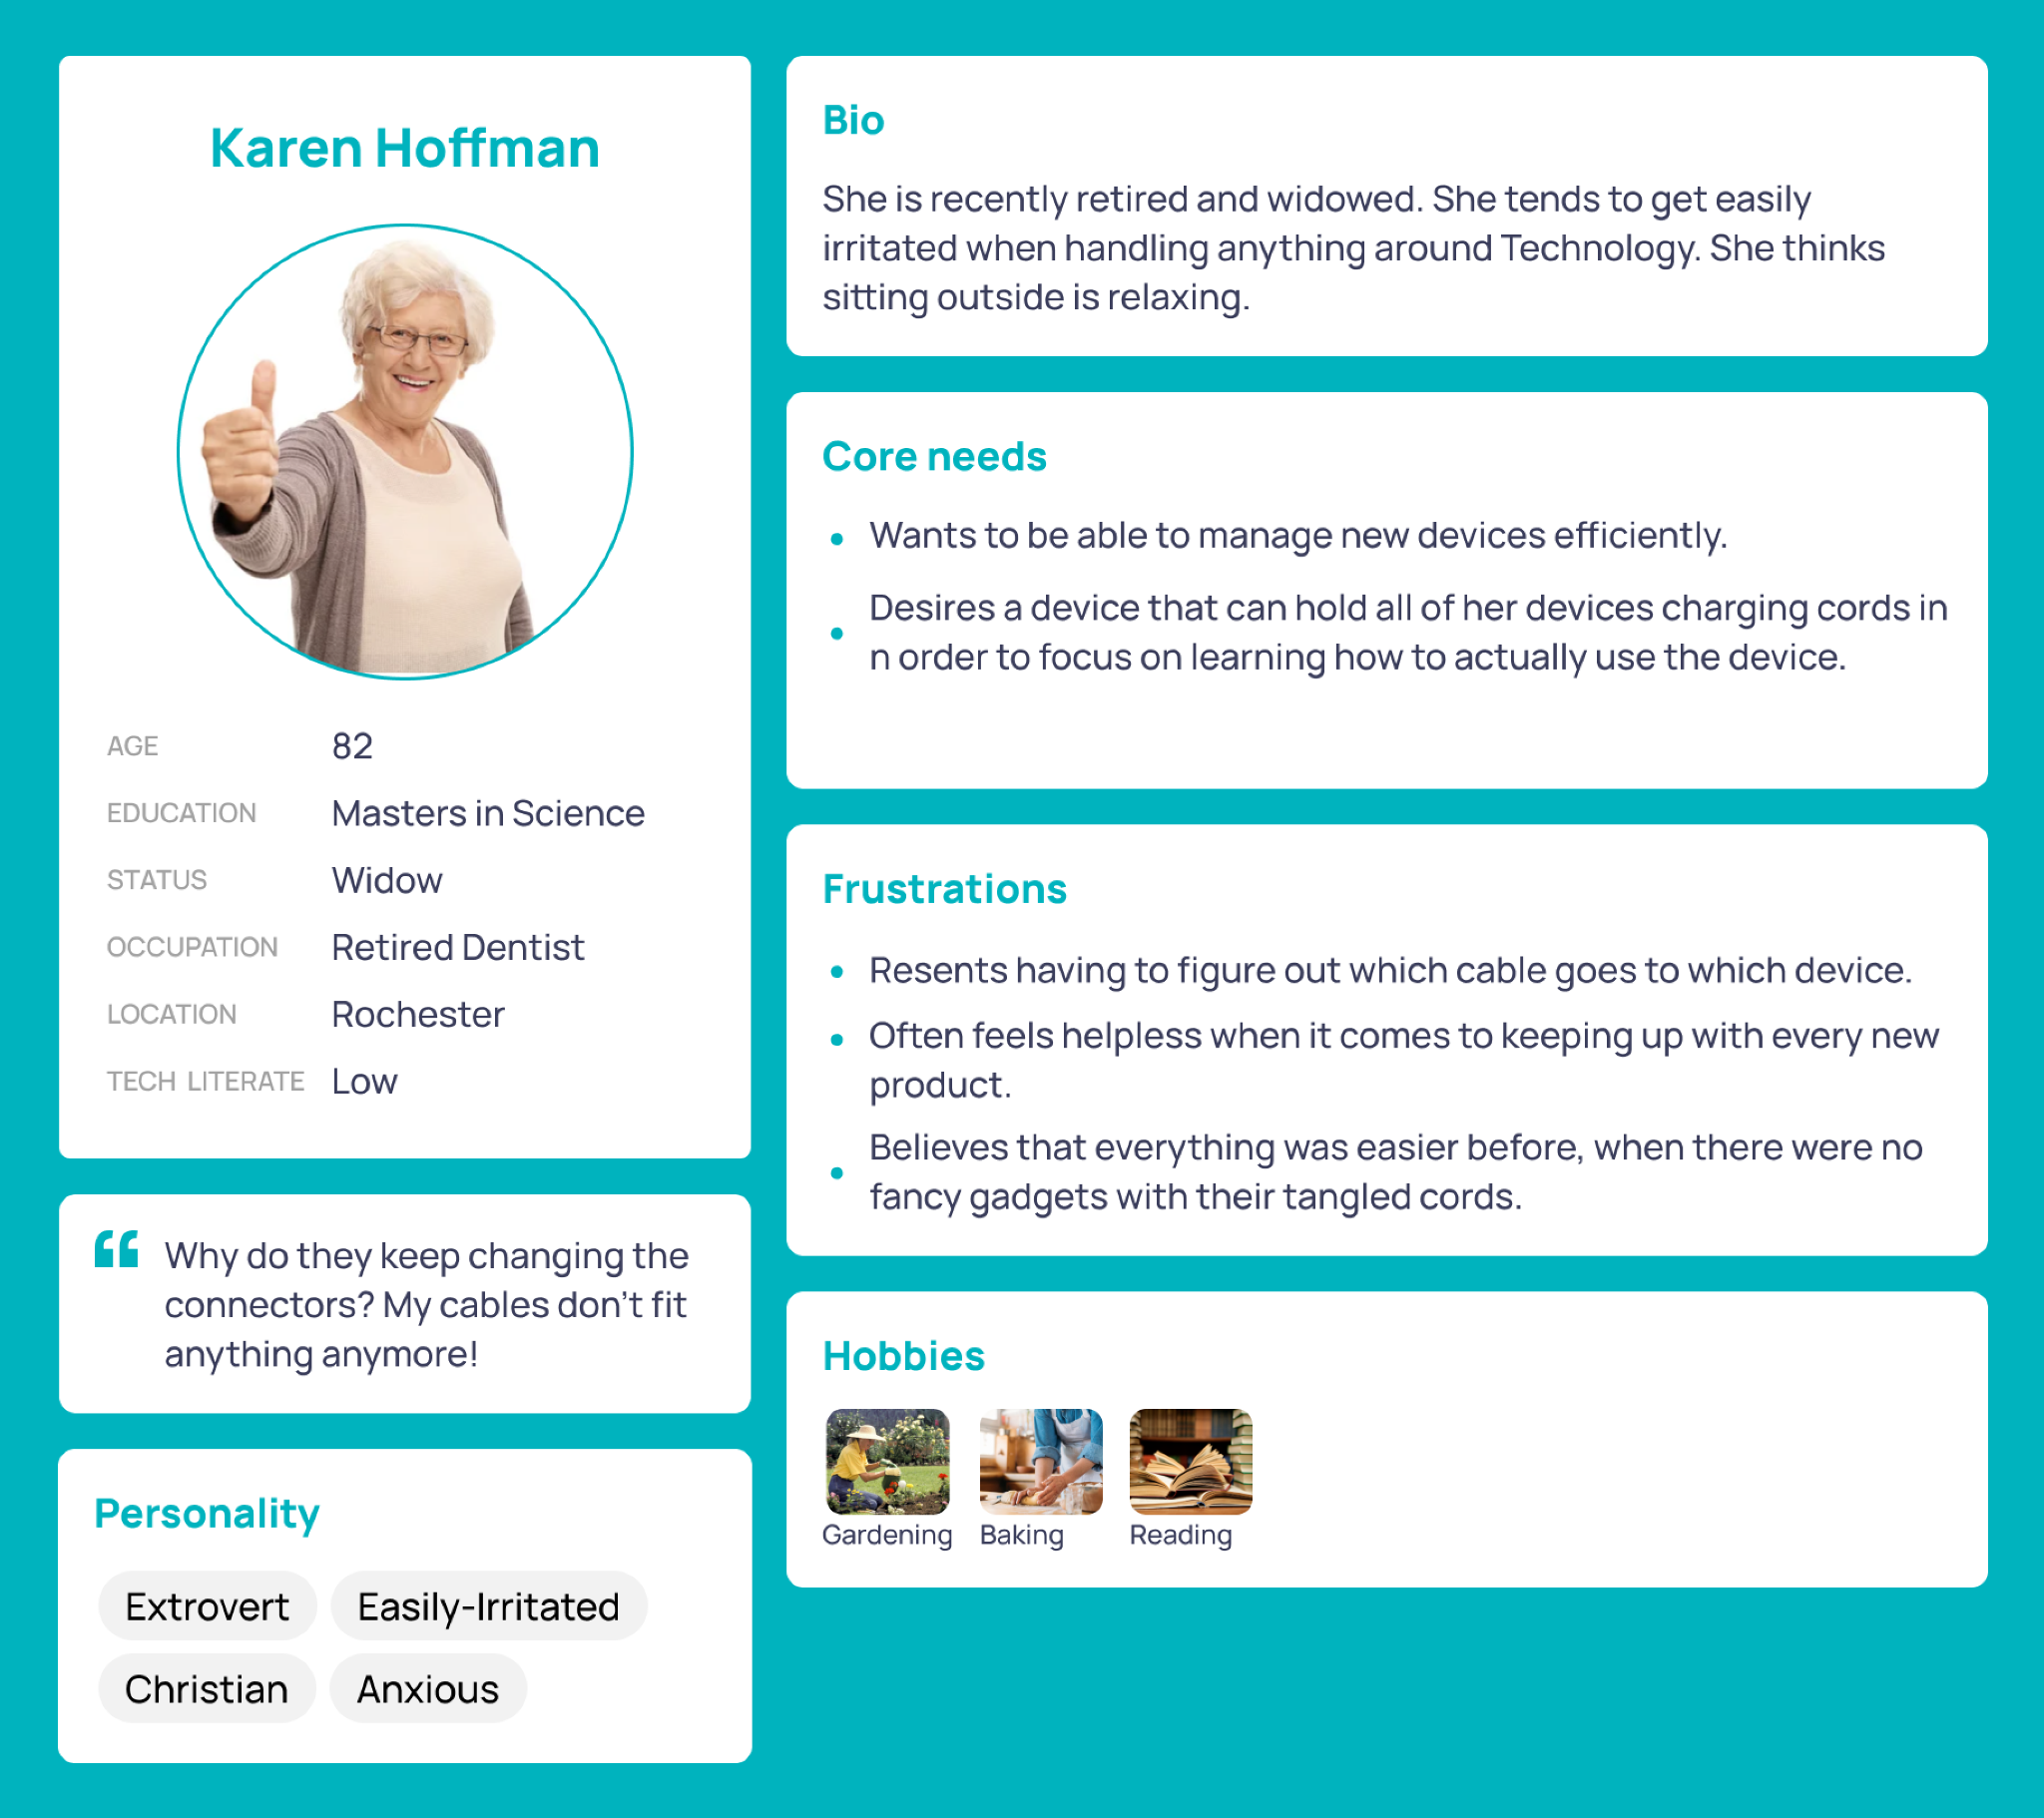 Karen Hoffman
AGE 82
EDUCATION Masters in Science
STATUS Widow
OCCUPATION Retired Dentist
LOCATION Rochester
TECH LITERATE Low
“ Why do they keep changing the
connectors? My cables don’t fit
anything anymore!
Personality
Extrovert Easily-Irritated
Christian Anxious
Bio
She is recently retired and widowed. She tends to get easily
irritated when handling anything around Technology. She thinks
sitting outside is relaxing.
Core needs
• Wants to be able to manage new devices efficiently.
• Desires a device that can hold all of her devices charging cords in
n order to focus on learning how to actually use the device.
Frustrations
• Resents having to figure out which cable goes to which device.
• Often feels helpless when it comes to keeping up with every new
product.
• Believes that everything was easier before, when there were no
fancy gadgets with their tangled cords.
Hobbies
Gardening Baking Reading